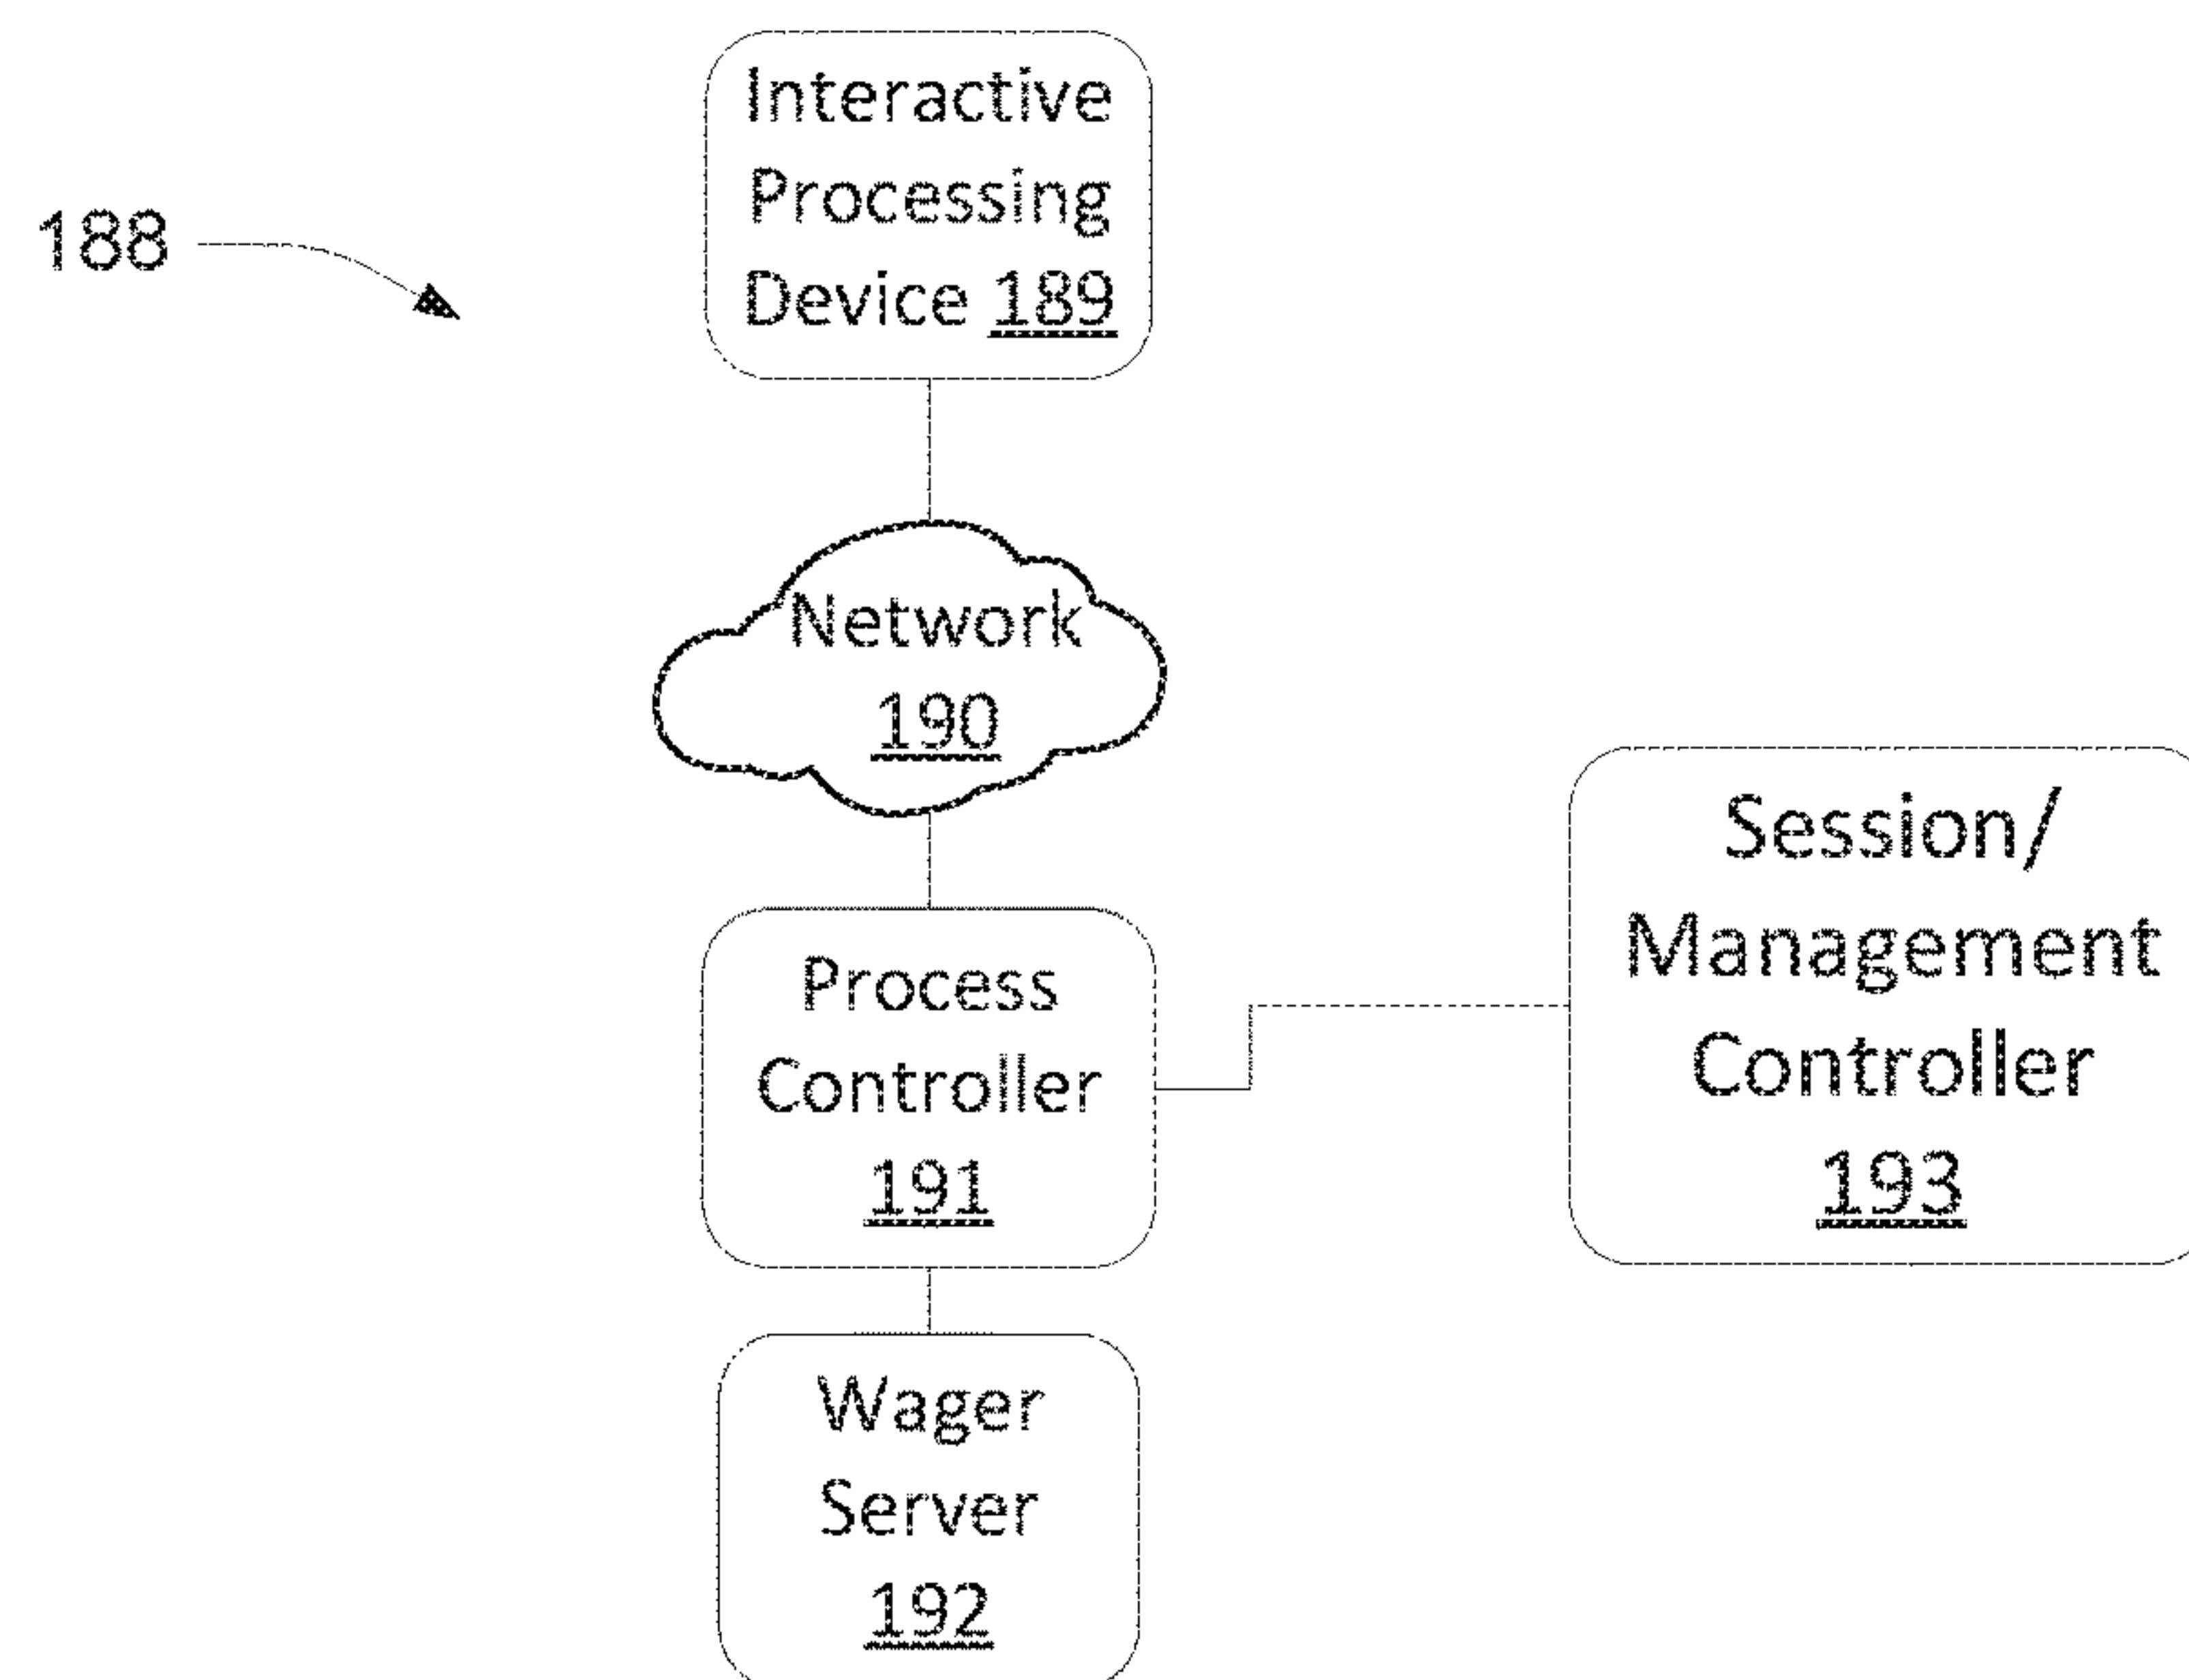 188
Interactive
Processing
Device 189
Network
190
Process
Controller
191
Session/
Management
Controller
193
Wager
Server
192